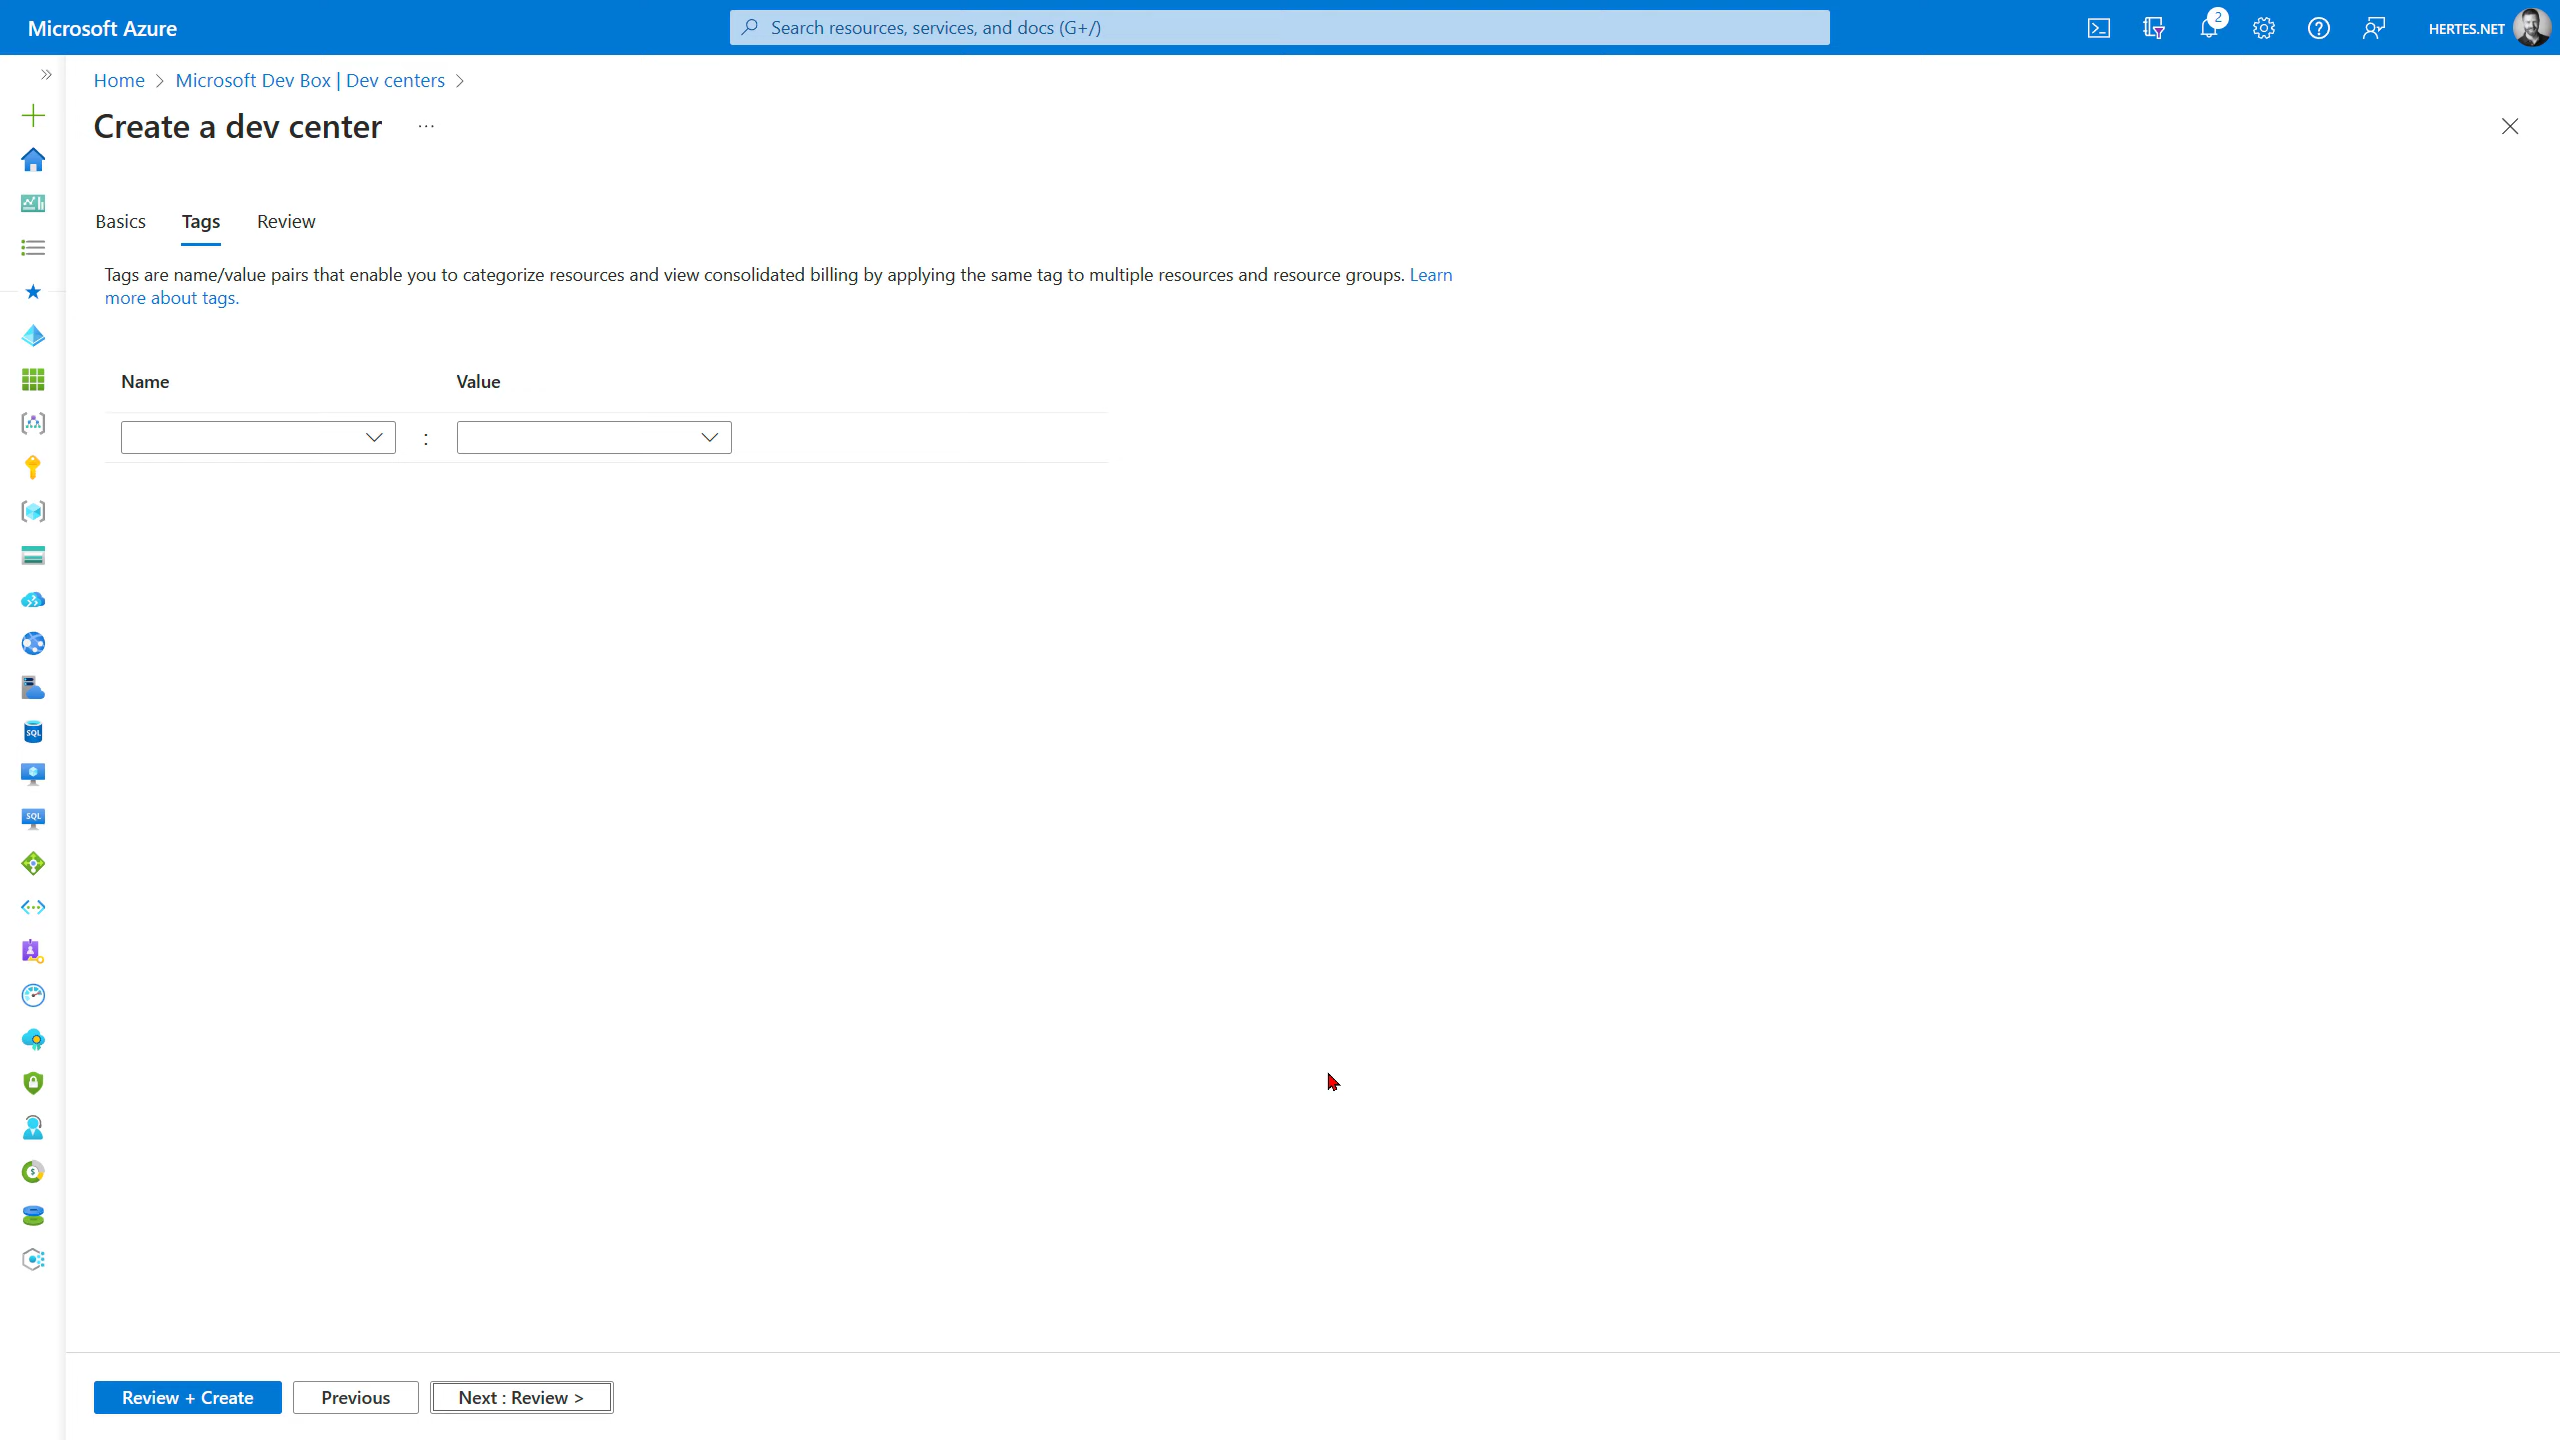 Microsoft Azure
Search resources, services, and docs (G+/)
2
HERTES.NET
Home > Microsoft Dev Box | Dev centers >
Create a dev center ...
Basics Tags Review
Tags are name/value pairs that enable you to categorize resources and view consolidated billing by applying the same tag to multiple resources and resource groups. Learn
more about tags.
Name Value
:
SQL
SQL
Review + Create Previous Next : Review >